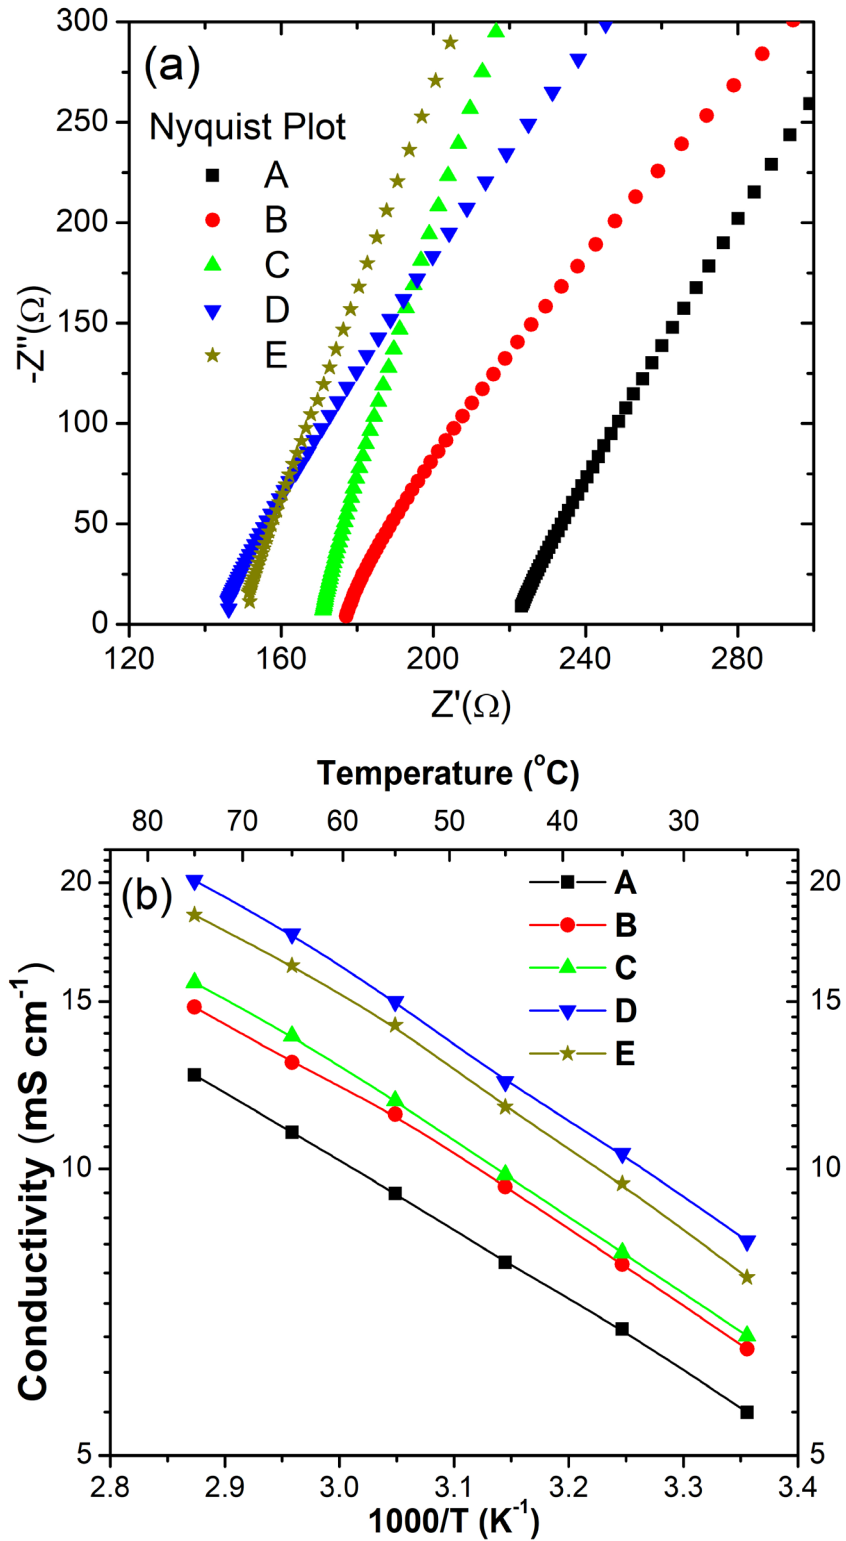 300
(a)
250
Nyquist Plot
A
200
B
C
-Z''(Ω)
150
D
E
100
50
0
120 160 200 240 280
Z'(Ω)
Temperature (°C)
80 70 60 50 40 30
20 (b) A 20
B
C
15 D 15
E
Conductivity (mS cm⁻¹)
10 10
5 5
2.8 2.9 3.0 3.1 3.2 3.3 3.4
1000/T (K⁻¹)